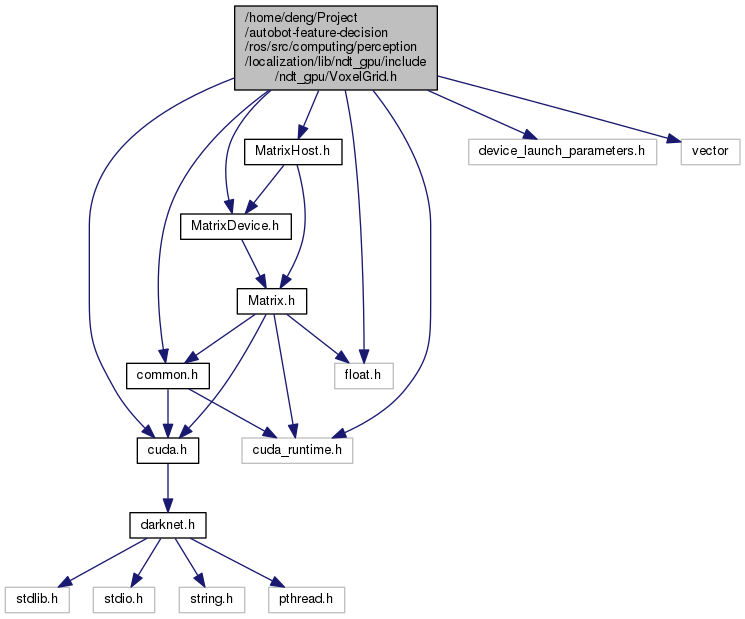 /home/deng/Project
/autobot-feature-decision
/ros/src/computing/perception
/localization/lib/ndt_gpu/include
/ndt_gpu/VoxelGrid.h
MatrixHost.h
device_launch_parameters.h
vector
MatrixDevice.h
Matrix.h
common.h
float.h
cuda.h
cuda_runtime.h
darknet.h
stdlib.h
stdio.h
string.h
pthread.h